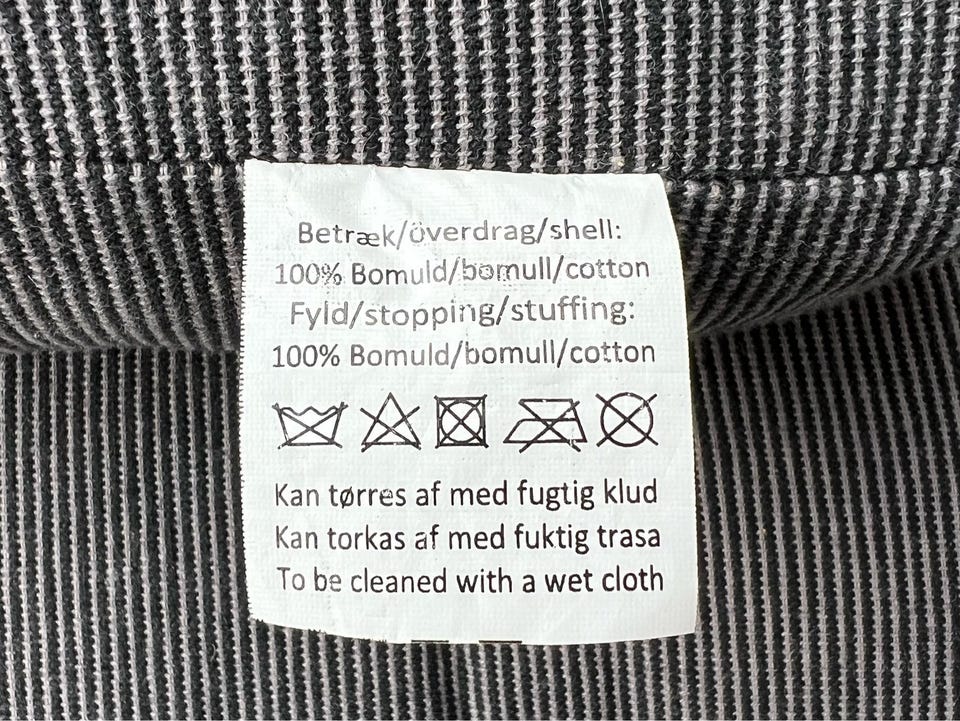 Betræk/överdrag/shell:
100% Bomuld/bomull/cotton
Fyld/stopping/stuffing:
100% Bomuld/bomull/cotton
Kan tørres af med fugtig klud
Kan torkas af med fuktig trasa
To be cleaned with a wet cloth